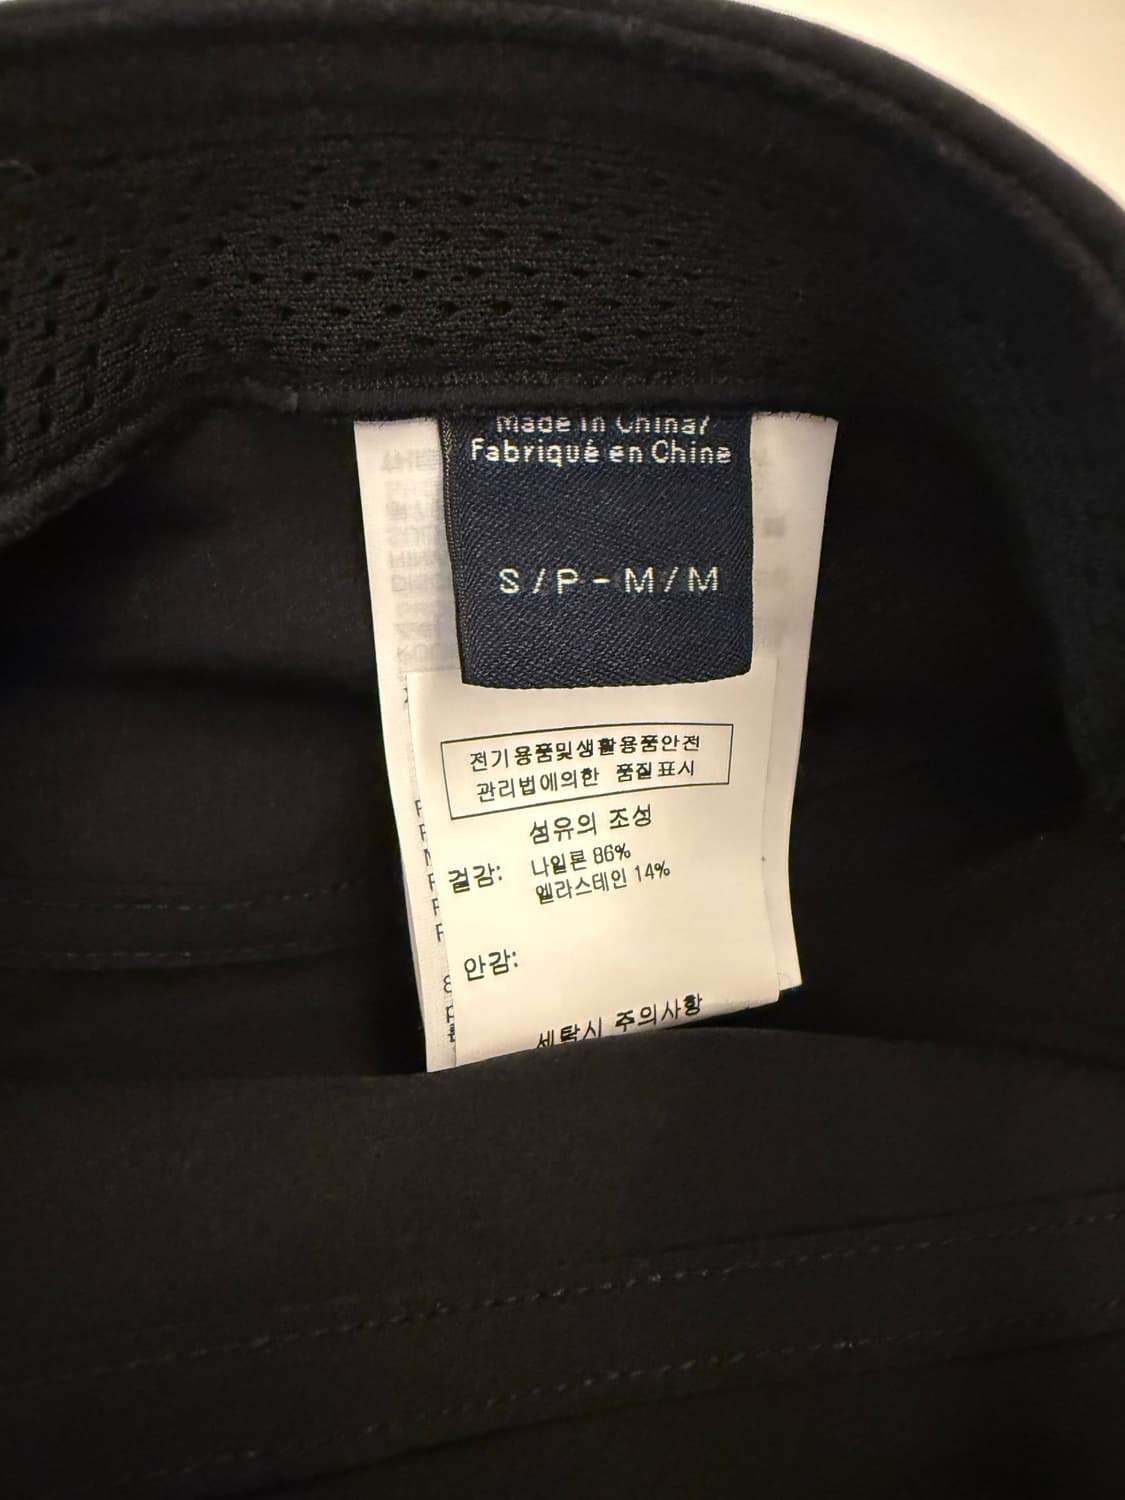 Made in China/
Fabriqué en Chine
S/P-M/M
전기용품및생활용품안전
관리법에의한 품질표시
섬유의 조성
겉감: 나일론 86%
엘라스테인 14%
안감:
세탁시 주의사항